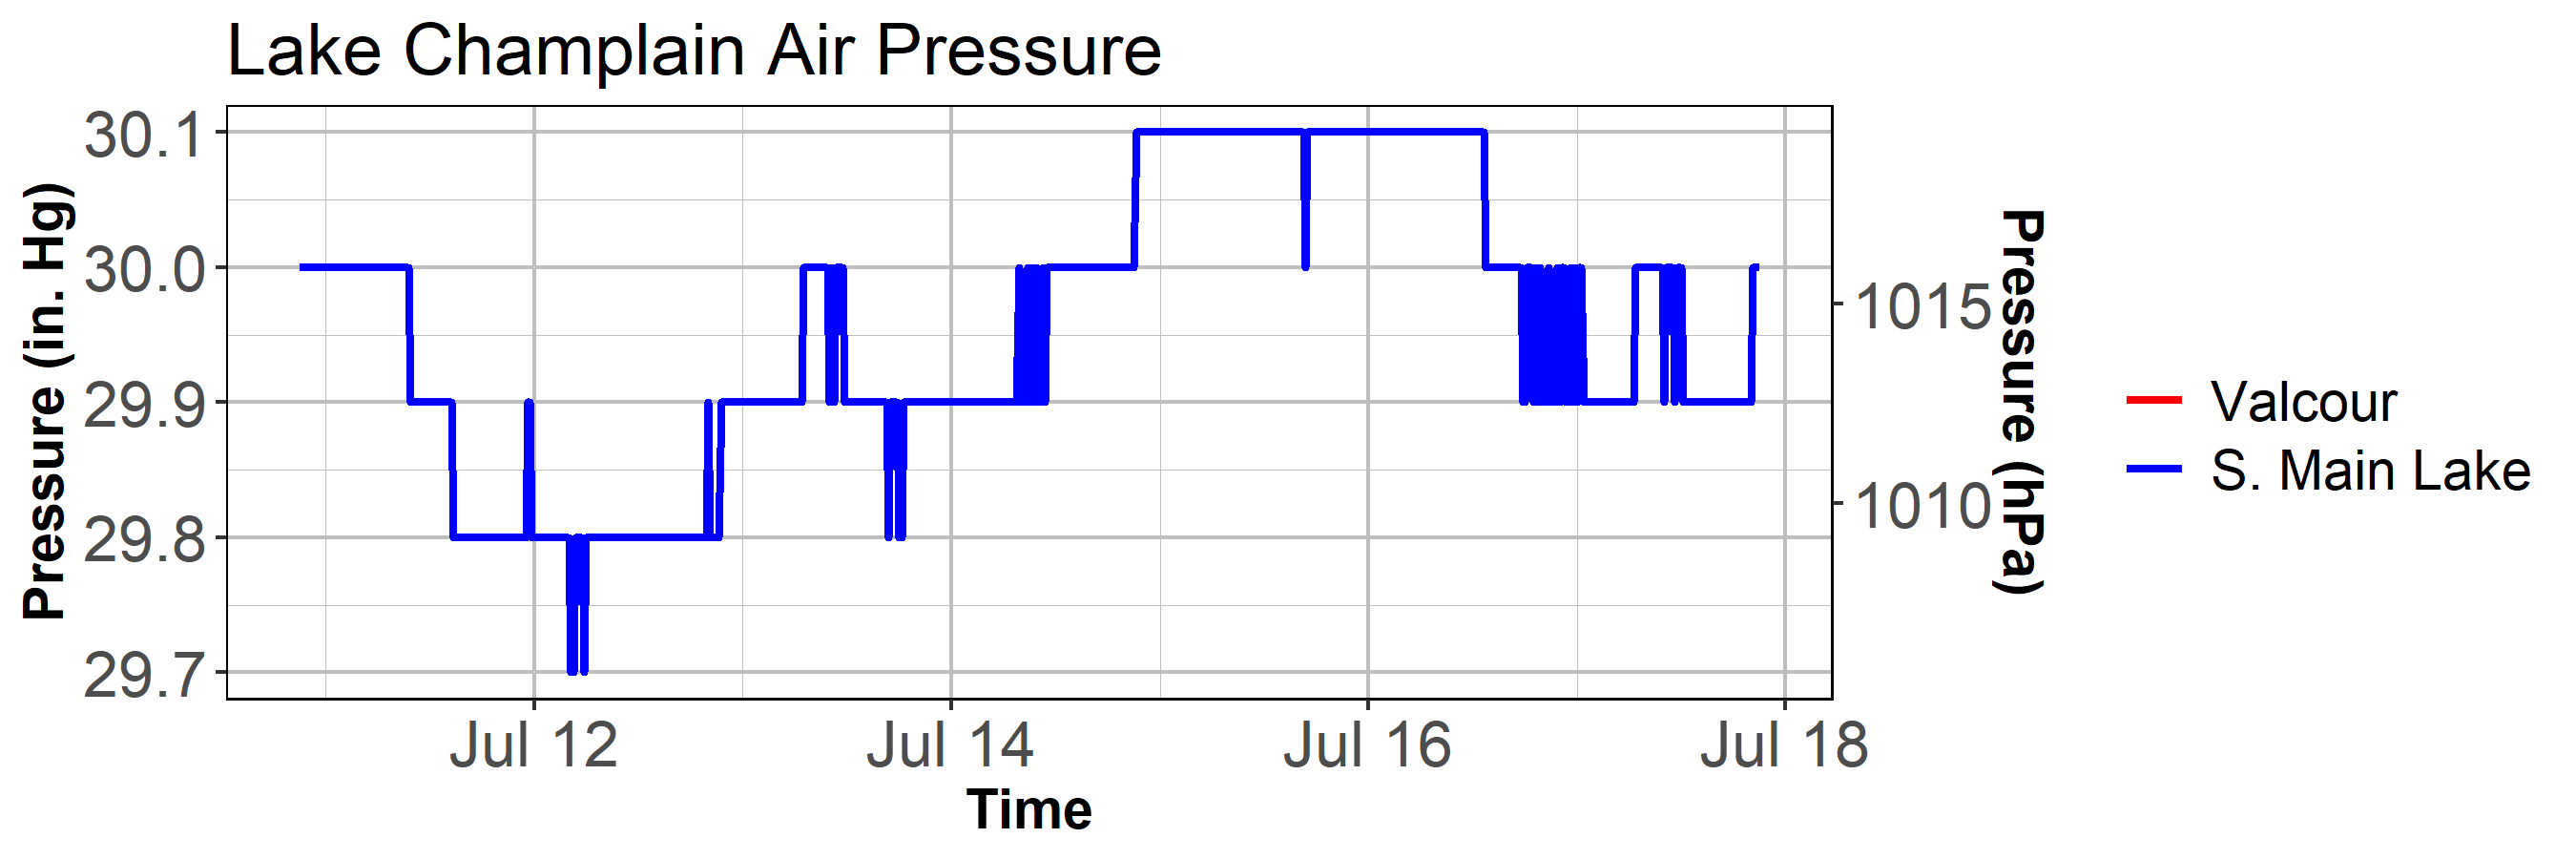 Lake Champlain Air Pressure
30.1
30.0
29.9
29.8
29.7
Pressure (in. Hg)
1015
1010
Pressure (hPa)
Jul 12
Jul 14
Jul 16
Jul 18
Time
Valcour
S. Main Lake